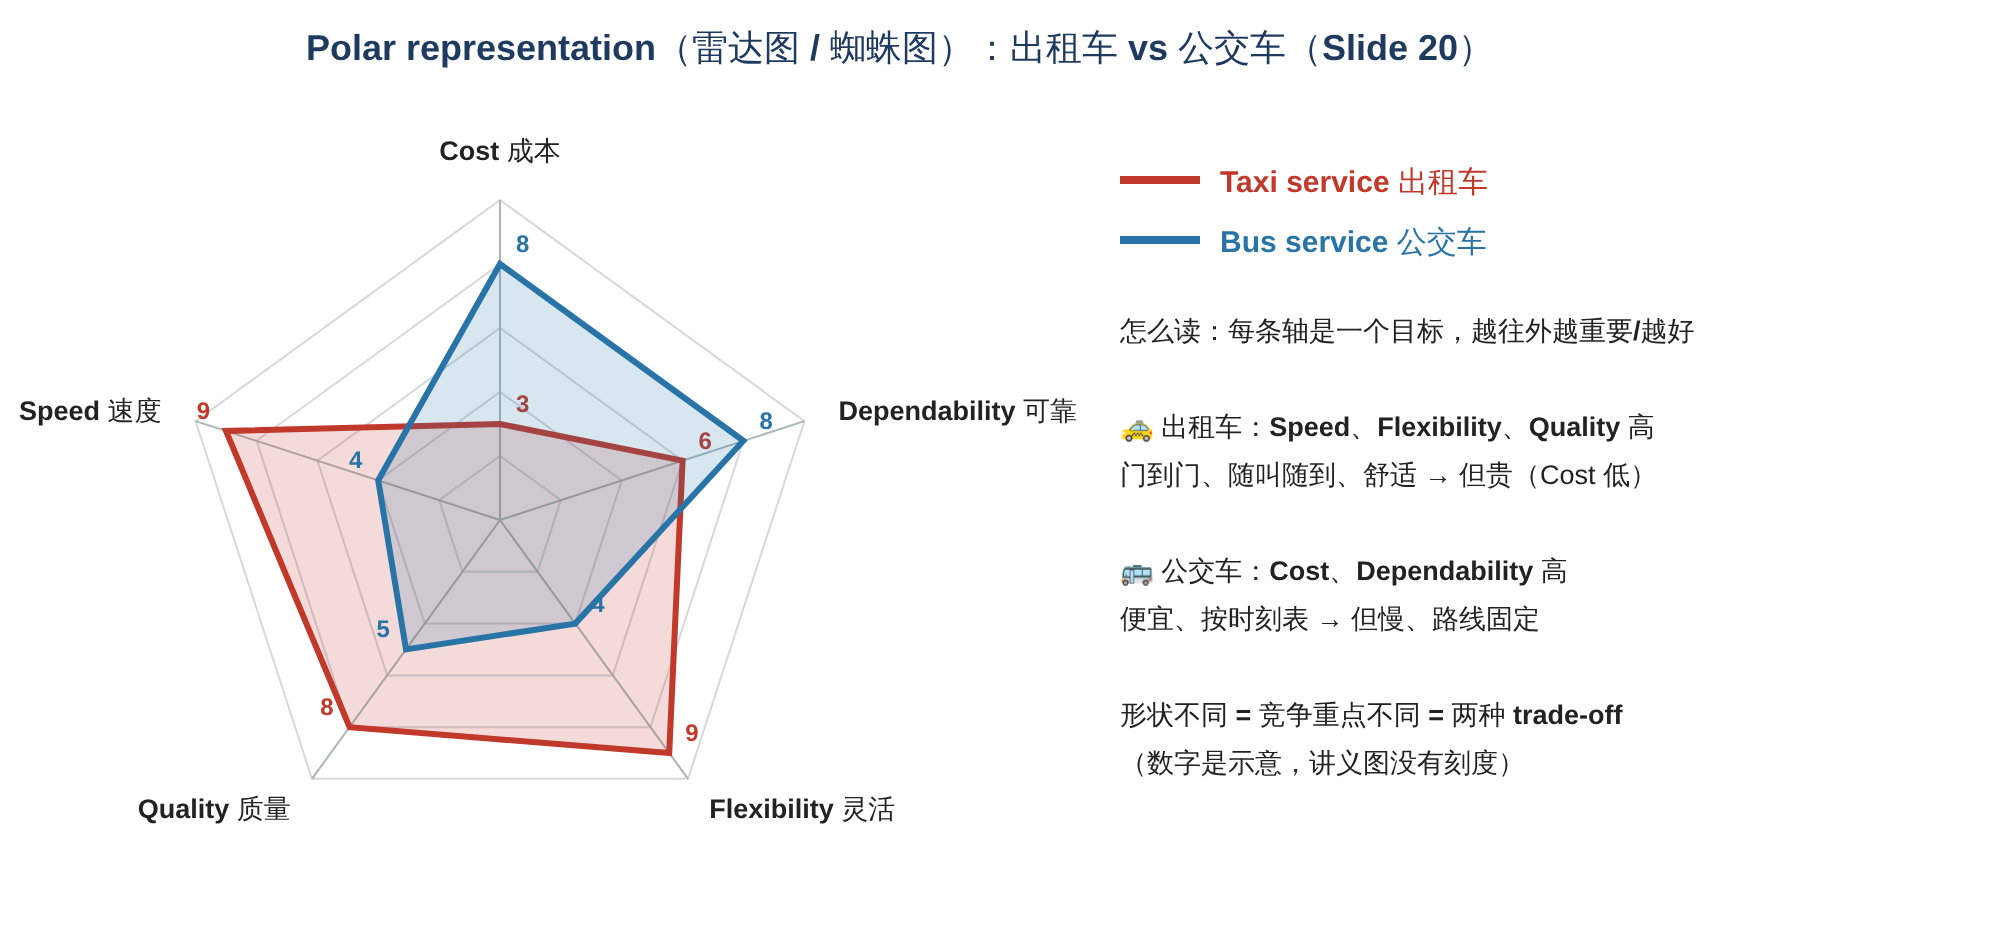 Polar representation（雷达图 / 蜘蛛图）：出租车 vs 公交车（Slide 20）
Cost 成本
8
3
Speed 速度
9
4
6
8
Dependability 可靠
5
4
8
9
Quality 质量
Flexibility 灵活
Taxi service 出租车
Bus service 公交车
怎么读：每条轴是一个目标，越往外越重要/越好
🚕 出租车：Speed、Flexibility、Quality 高
门到门、随叫随到、舒适 → 但贵（Cost 低）
🚌 公交车：Cost、Dependability 高
便宜、按时刻表 → 但慢、路线固定
形状不同 = 竞争重点不同 = 两种 trade-off
（数字是示意，讲义图没有刻度）